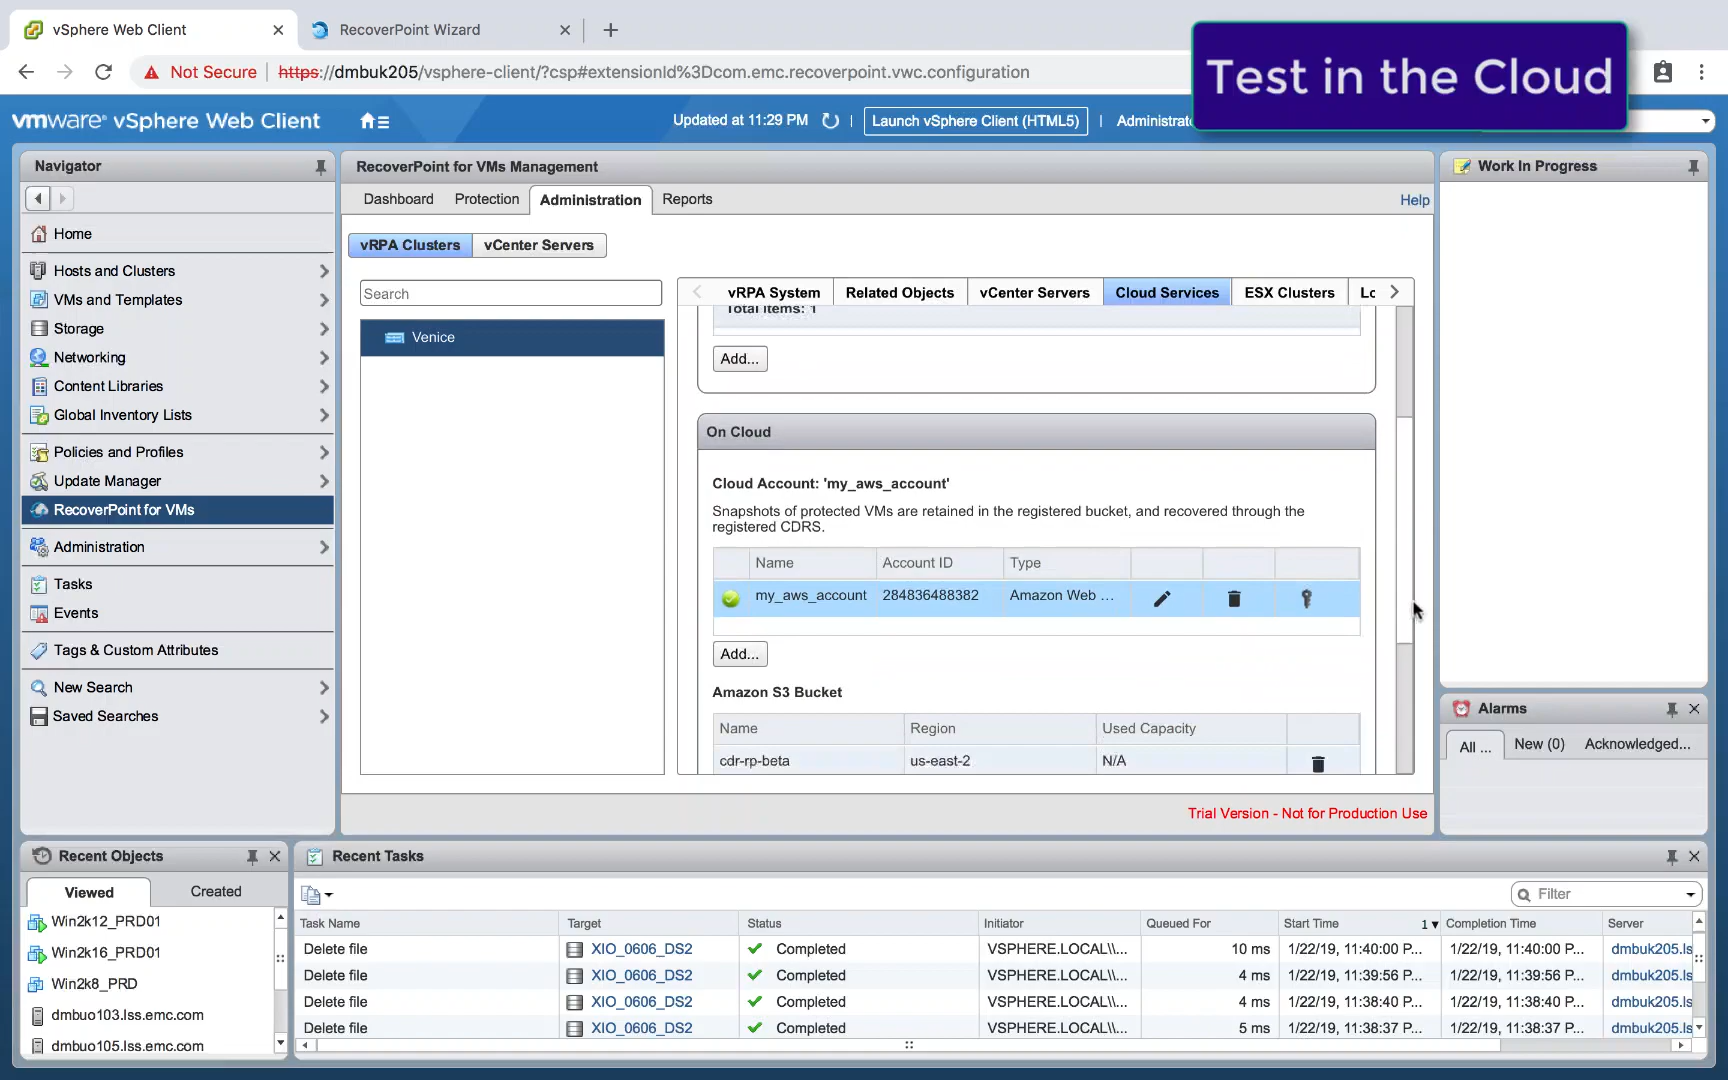 vSphere Web Client
RecoverPoint Wizard
Not Secure
https://dmbuk205/vsphere-client/?csp#extensionId%3Dcom.emc.recoverpoint.vwc.configuration
Test in the Cloud
vmware® vSphere Web Client
Updated at 11:29 PM
Launch vSphere Client (HTML5)
Navigator
Home
Hosts and Clusters
VMs and Templates
Storage
Networking
Content Libraries
Global Inventory Lists
Policies and Profiles
Update Manager
RecoverPoint for VMs
Administration
Tasks
Events
Tags & Custom Attributes
New Search
Saved Searches
RecoverPoint for VMs Management
Dashboard Protection Administration Reports
Help
vRPA Clusters vCenter Servers
Search
Venice
vRPA System Related Objects vCenter Servers Cloud Services ESX Clusters Lc
Total items: 1
Add...
On Cloud
Cloud Account: 'my_aws_account'
Snapshots of protected VMs are retained in the registered bucket, and recovered through the
registered CDRS.
Name Account ID Type
my_aws_account 284836488382 Amazon Web ...
Add...
Amazon S3 Bucket
Name Region Used Capacity
cdr-rp-beta us-east-2 N/A
Trial Version - Not for Production Use
Work In Progress
Alarms
All ... New (0) Acknowledged...
Recent Objects
Viewed Created
Win2k12_PRD01
Win2k16_PRD01
Win2k8_PRD
dmbuo103.lss.emc.com
dmbuo105.lss.emc.com
Recent Tasks
Filter
Task Name Target Status Initiator Queued For Start Time 1 Completion Time Server
Delete file XIO_0606_DS2 Completed VSPHERE.LOCAL\\... 10 ms 1/22/19, 11:40:00 P... 1/22/19, 11:40:00 P... dmbuk205.ls
Delete file XIO_0606_DS2 Completed VSPHERE.LOCAL\\... 4 ms 1/22/19, 11:39:56 P... 1/22/19, 11:39:56 P... dmbuk205.ls
Delete file XIO_0606_DS2 Completed VSPHERE.LOCAL\\... 4 ms 1/22/19, 11:38:40 P... 1/22/19, 11:38:40 P... dmbuk205.ls
Delete file XIO_0606_DS2 Completed VSPHERE.LOCAL\\... 5 ms 1/22/19, 11:38:37 P... 1/22/19, 11:38:37 P... dmbuk205.ls